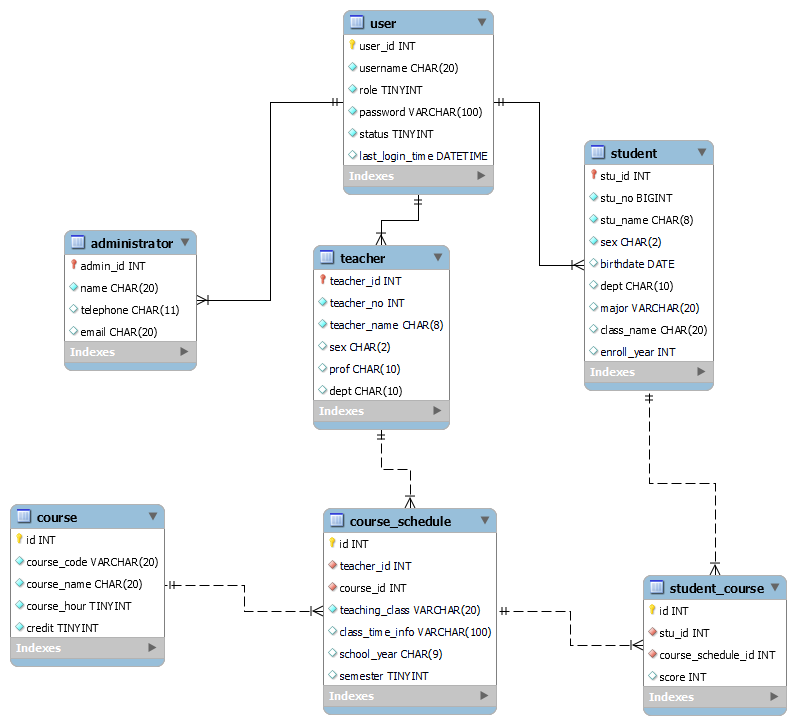 user
user_id INT
username CHAR(20)
role TINYINT
password VARCHAR(100)
status TINYINT
last_login_time DATETIME
Indexes
student
stu_id INT
stu_no BIGINT
stu_name CHAR(8)
sex CHAR(2)
birthdate DATE
dept CHAR(10)
major VARCHAR(20)
class_name CHAR(20)
enroll_year INT
Indexes
administrator
admin_id INT
name CHAR(20)
telephone CHAR(11)
email CHAR(20)
Indexes
teacher
teacher_id INT
teacher_no INT
teacher_name CHAR(8)
sex CHAR(2)
prof CHAR(10)
dept CHAR(10)
Indexes
course
id INT
course_code VARCHAR(20)
course_name CHAR(20)
course_hour TINYINT
credit TINYINT
Indexes
course_schedule
id INT
teacher_id INT
course_id INT
teaching_class VARCHAR(20)
class_time_info VARCHAR(100)
school_year CHAR(9)
semester TINYINT
Indexes
student_course
id INT
stu_id INT
course_schedule_id INT
score INT
Indexes